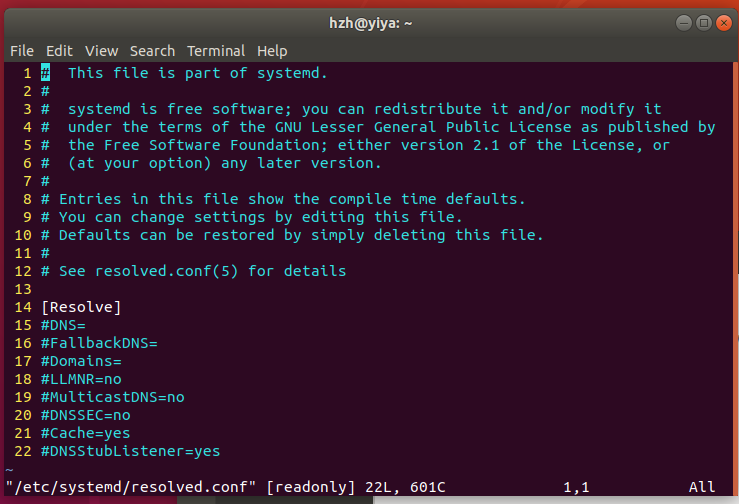 hzh@yiya: ~
File Edit View Search Terminal Help
1 #  This file is part of systemd.
2 #
3 #  systemd is free software; you can redistribute it and/or modify it
4 #  under the terms of the GNU Lesser General Public License as published by
5 #  the Free Software Foundation; either version 2.1 of the License, or
6 #  (at your option) any later version.
7 #
8 # Entries in this file show the compile time defaults.
9 # You can change settings by editing this file.
10 # Defaults can be restored by simply deleting this file.
11 #
12 # See resolved.conf(5) for details
13
14 [Resolve]
15 #DNS=
16 #FallbackDNS=
17 #Domains=
18 #LLMNR=no
19 #MulticastDNS=no
20 #DNSSEC=no
21 #Cache=yes
22 #DNSStubListener=yes
~
"/etc/systemd/resolved.conf" [readonly] 22L, 601C 1,1 All